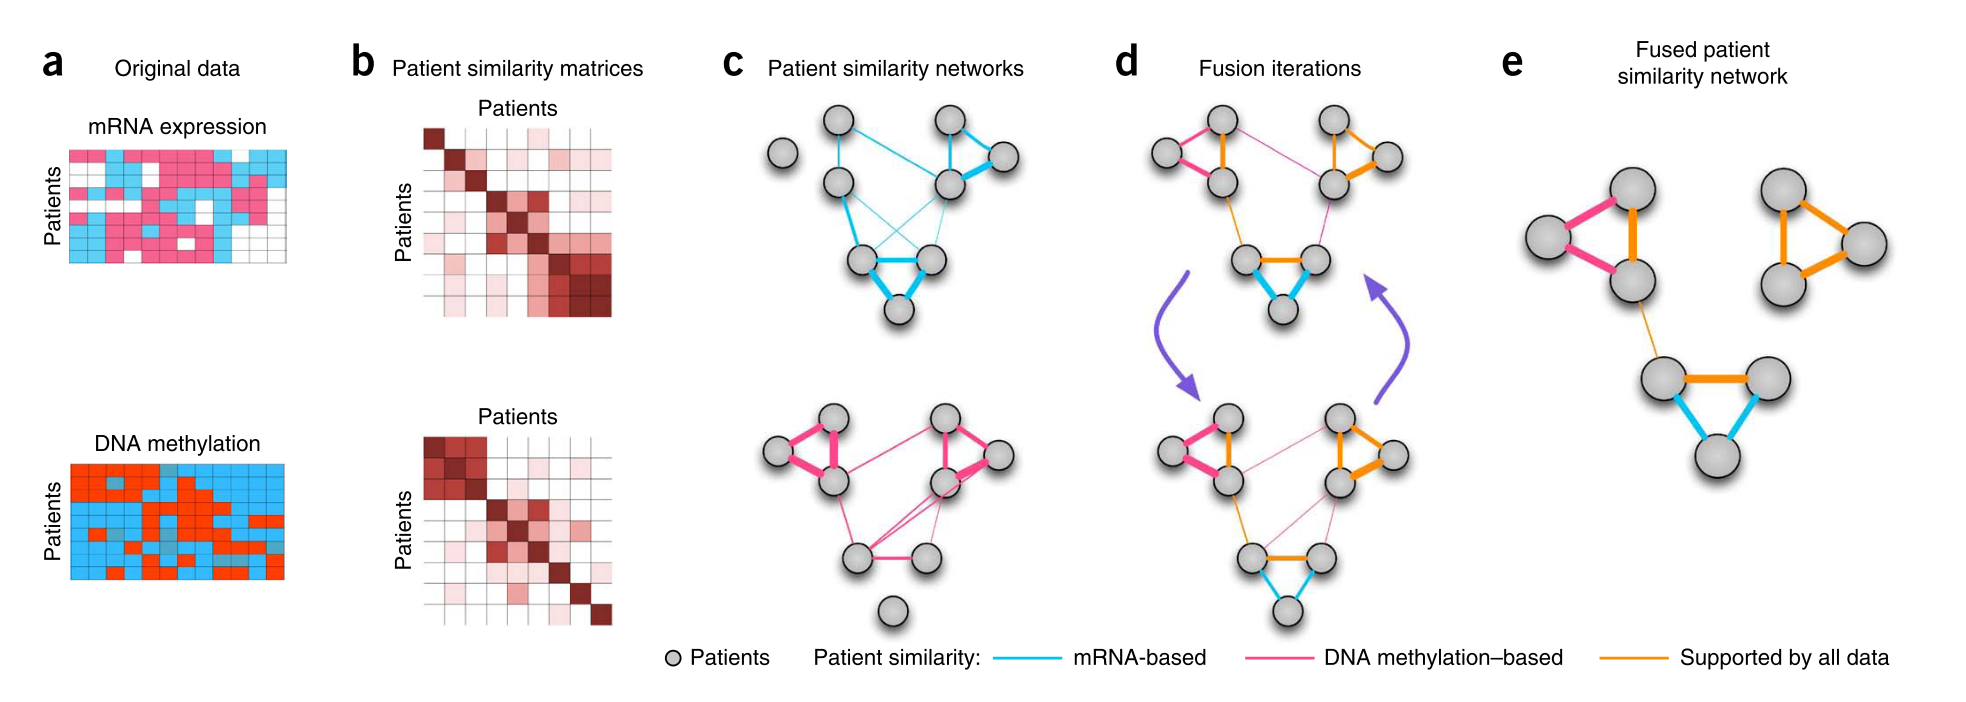 a
Original data
mRNA expression
Patients
DNA methylation
Patients
b
Patient similarity matrices
Patients
Patients
Patients
Patients
c
Patient similarity networks
d
Fusion iterations
e
Fused patient
similarity network
Patients
Patient similarity:
mRNA-based
DNA methylation–based
Supported by all data